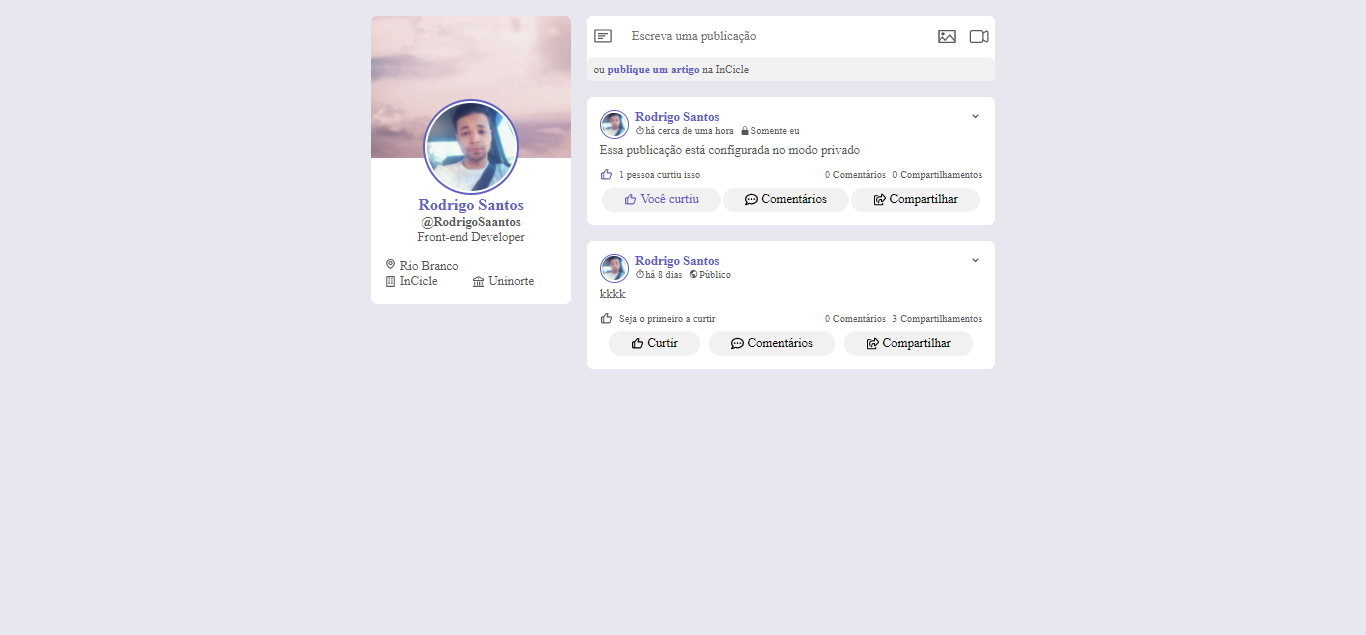 Rodrigo Santos
@RodrigoSaantos
Front-end Developer
Rio Branco
InCicle
Uninorte
Escreva uma publicação
ou publique um artigo na InCicle
Rodrigo Santos
há cerca de uma hora Somente eu
Essa publicação está configurada no modo privado
1 pessoa curtiu isso 0 Comentários 0 Compartilhamentos
Você curtiu Comentários Compartilhar
Rodrigo Santos
há 8 dias Público
kkkk
Seja o primeiro a curtir 0 Comentários 3 Compartilhamentos
Curtir Comentários Compartilhar